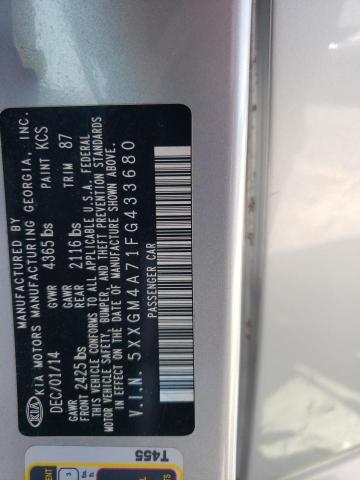 MANUFACTURED BY
KIA MOTORS MANUFACTURING GEORGIA, INC.
KIA
DEC/01/14 GVWR 4365 lbs PAINT KCS
GAWR FRONT 2425 lbs GAWR REAR 2116 lbs TRIM 87
THIS VEHICLE CONFORMS TO ALL APPLICABLE U.S.A. FEDERAL
MOTOR VEHICLE SAFETY, BUMPER, AND THEFT PREVENTION STANDARDS
IN EFFECT ON THE DATE OF MANUFACTURE SHOWN ABOVE.
V.I.N. 5XXGM4A71FG433680
PASSENGER CAR
T455